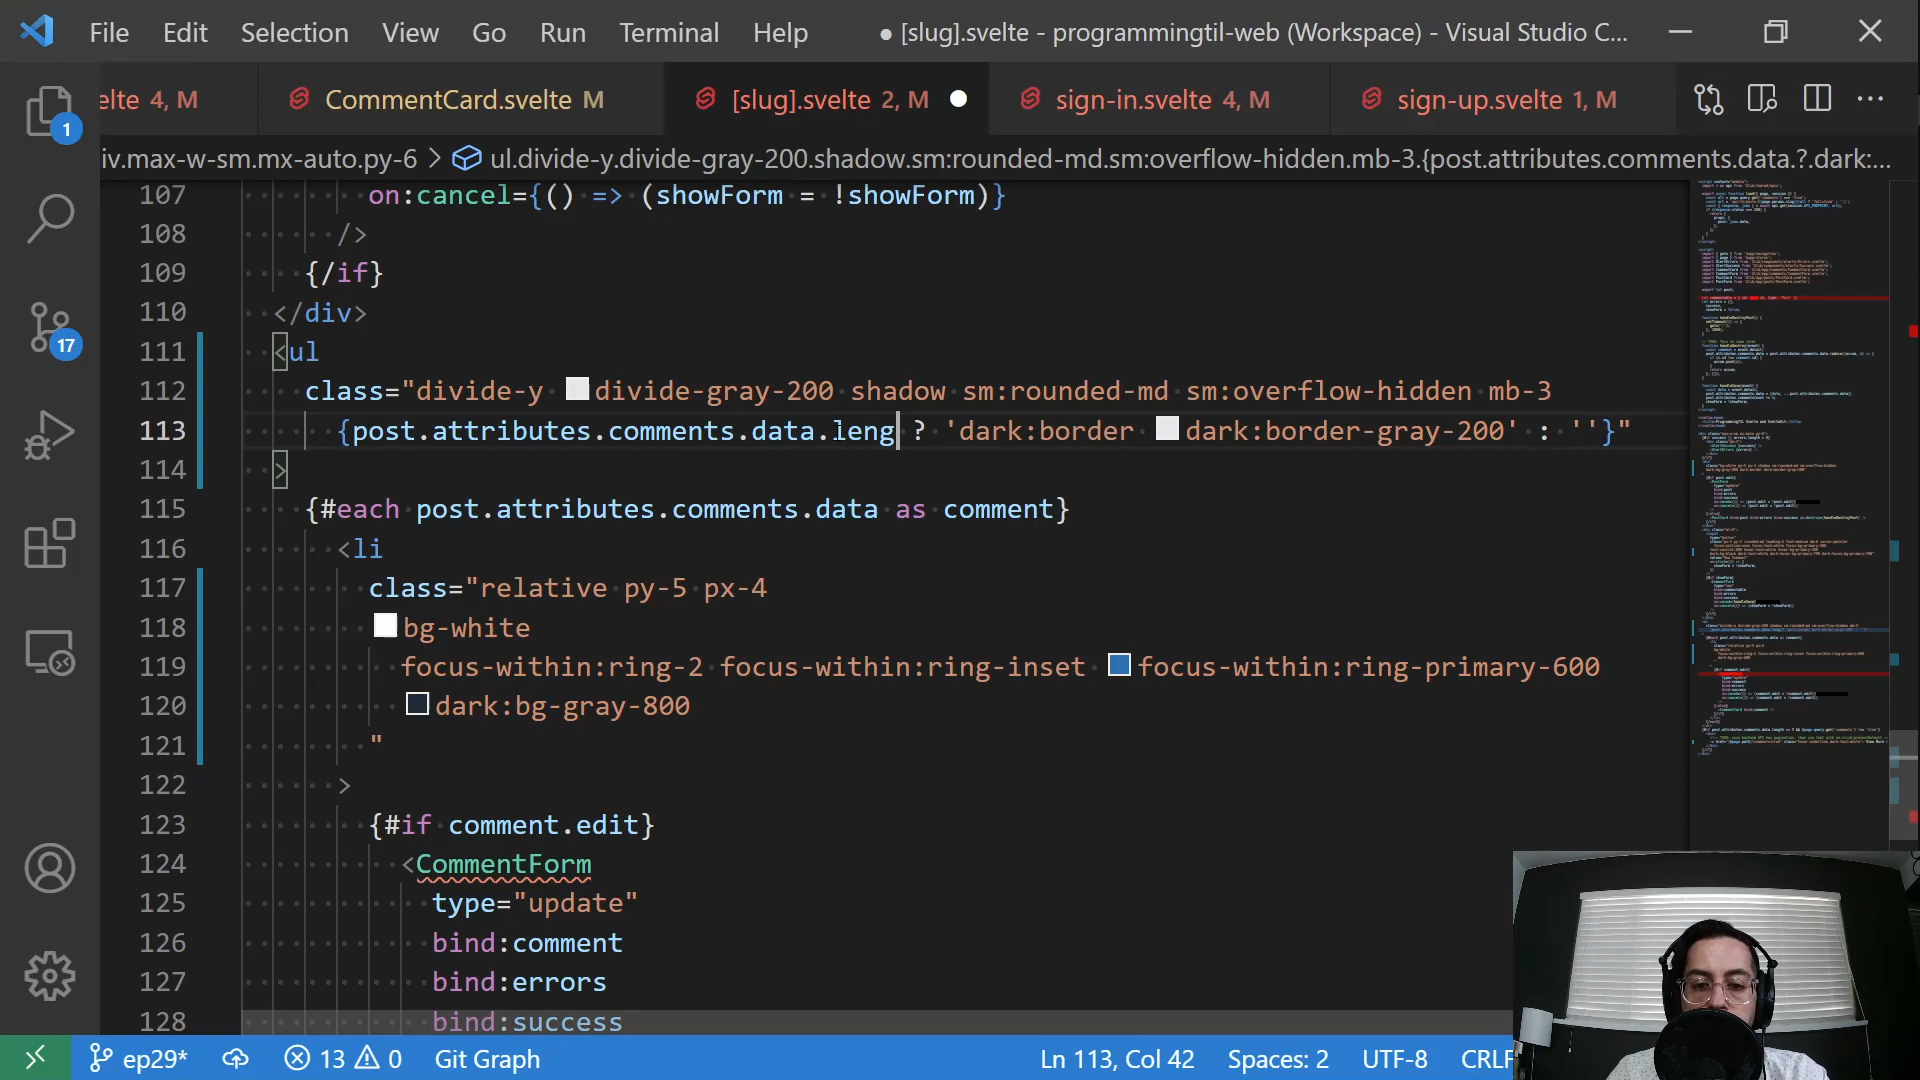 File Edit Selection View Go Run Terminal Help ● [slug].svelte - programmingtil-web (Workspace) - Visual Studio C...
elte 4, M CommentCard.svelte M [slug].svelte 2, M sign-in.svelte 4, M sign-up.svelte 1, M
iv.max-w-sm.mx-auto.py-6 > ul.divide-y.divide-gray-200.shadow.sm:rounded-md.sm:overflow-hidden.mb-3.{post.attributes.comments.data.?.dark:...
107 on:cancel={() => (showForm = !showForm)}
108 />
109 {/if}
110 </div>
111 <ul
112 class="divide-y divide-gray-200 shadow sm:rounded-md sm:overflow-hidden mb-3
113 {post.attributes.comments.data.leng ? 'dark:border dark:border-gray-200' : ''}"
114 >
115 {#each post.attributes.comments.data as comment}
116 <li
117 class="relative py-5 px-4
118 bg-white
119 focus-within:ring-2 focus-within:ring-inset focus-within:ring-primary-600
120 dark:bg-gray-800
121 "
122 >
123 {#if comment.edit}
124 <CommentForm
125 type="update"
126 bind:comment
127 bind:errors
128 bind:success
1
17
ep29* 13 0 Git Graph Ln 113, Col 42 Spaces: 2 UTF-8 CRLF